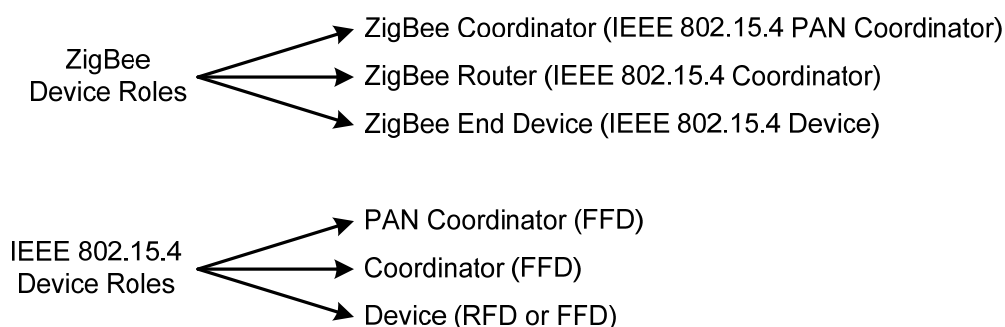 ZigBee
Device Roles
ZigBee Coordinator (IEEE 802.15.4 PAN Coordinator)
ZigBee Router (IEEE 802.15.4 Coordinator)
ZigBee End Device (IEEE 802.15.4 Device)
IEEE 802.15.4
Device Roles
PAN Coordinator (FFD)
Coordinator (FFD)
Device (RFD or FFD)